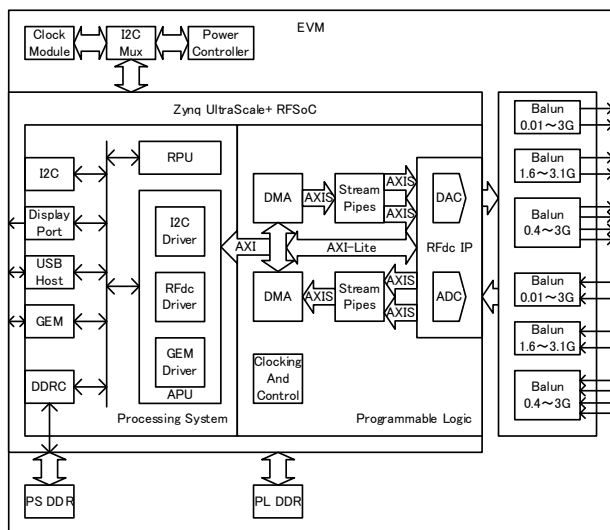 EVM
Clock
Module
I2C
Mux
Power
Controller
Zynq UltraScale+ RFSoC
I2C
Display
Port
USB
Host
GEM
DDRC
RPU
I2C
Driver
RFdc
Driver
GEM
Driver
APU
Processing System
AXI
DMA
AXIS
Stream
Pipes
AXIS
AXIS
DAC
AXI-Lite
RFdc IP
DMA
AXIS
Stream
Pipes
AXIS
AXIS
ADC
Clocking
And
Control
Programmable Logic
Balun
0.01～3G
Balun
1.6～3.1G
Balun
0.4～3G
Balun
0.01～3G
Balun
1.6～3.1G
Balun
0.4～3G
PS DDR
PL DDR